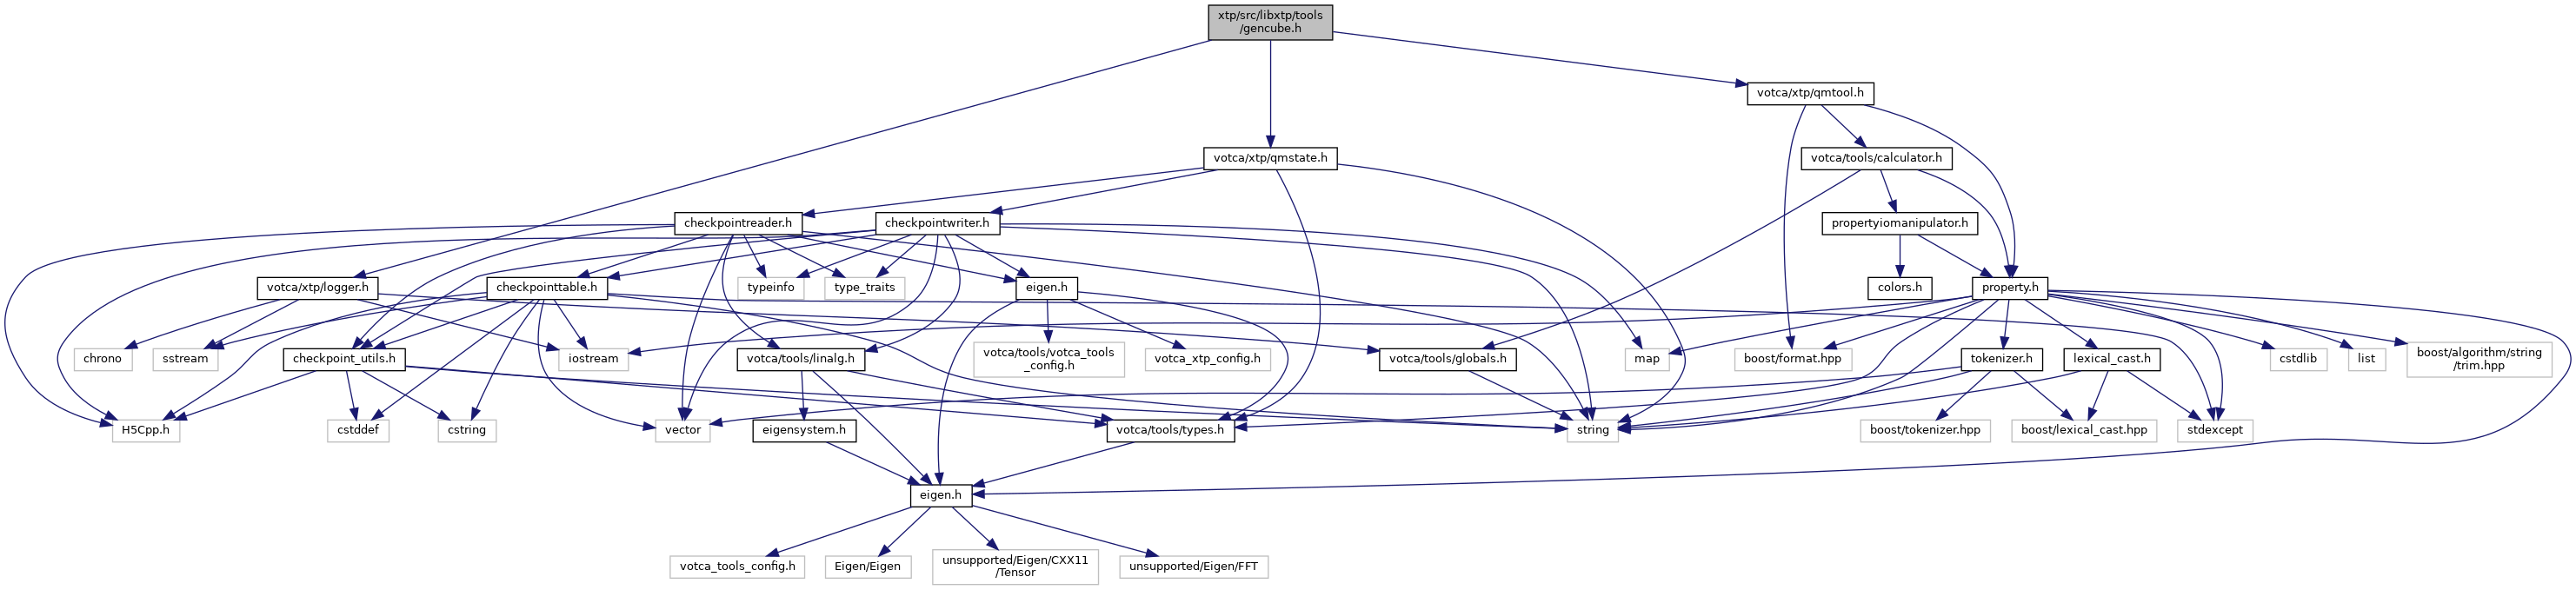 xtp/src/libxtp/tools
/gencube.h
votca/xtp/qmtool.h
votca/xtp/qmstate.h
votca/tools/calculator.h
checkpointreader.h
checkpointwriter.h
propertyiomanipulator.h
votca/xtp/logger.h
checkpointtable.h
typeinfo
type_traits
eigen.h
colors.h
property.h
chrono
sstream
checkpoint_utils.h
iostream
votca/tools/linalg.h
votca/tools/votca_tools
_config.h
votca_xtp_config.h
votca/tools/globals.h
map
boost/format.hpp
tokenizer.h
lexical_cast.h
cstdlib
list
boost/algorithm/string
/trim.hpp
H5Cpp.h
cstddef
cstring
vector
eigensystem.h
votca/tools/types.h
string
boost/tokenizer.hpp
boost/lexical_cast.hpp
stdexcept
eigen.h
votca_tools_config.h
Eigen/Eigen
unsupported/Eigen/CXX11
/Tensor
unsupported/Eigen/FFT